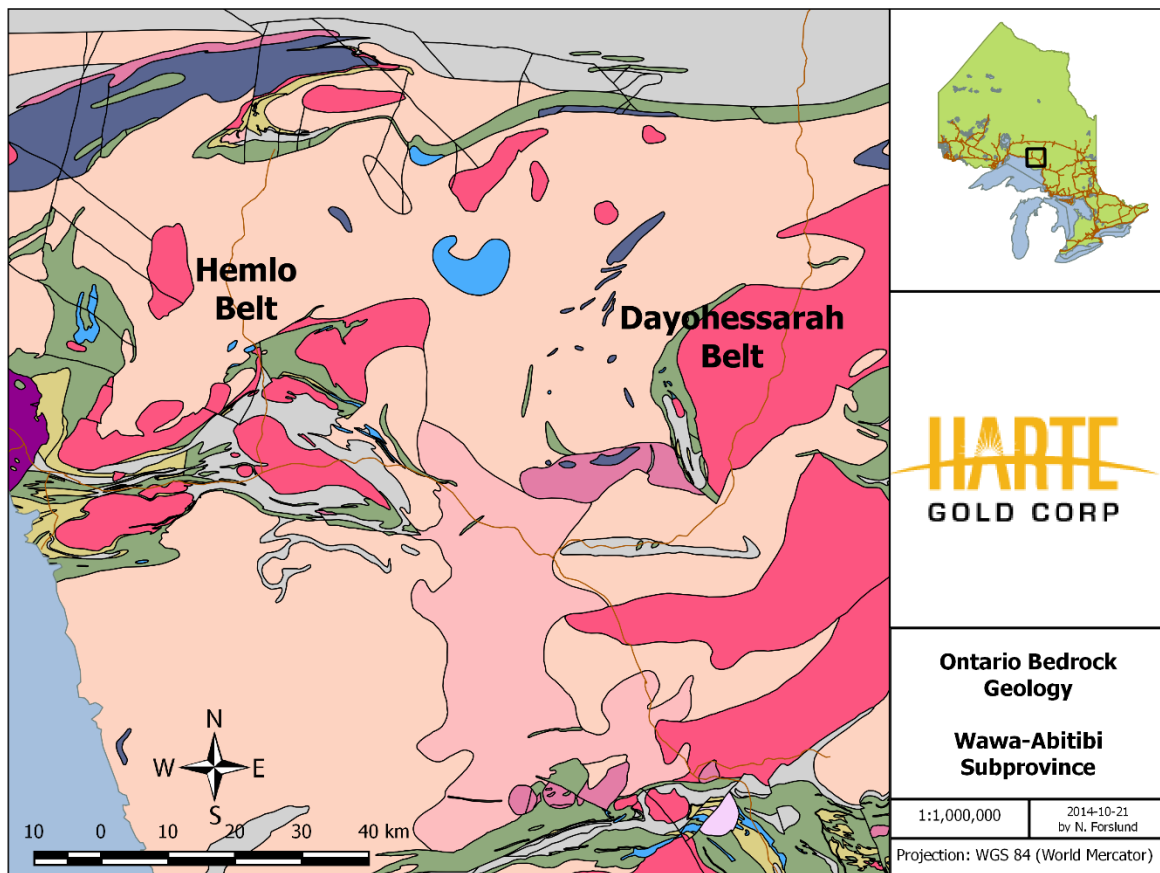 Hemlo
Belt
Dayohessarah
Belt
N
W E
S
10 0 10 20 30 40 km
HARTE
GOLD CORP
Ontario Bedrock
Geology
Wawa-Abitibi
Subprovince
1:1,000,000
2014-10-21
by N. Forslund
Projection: WGS 84 (World Mercator)